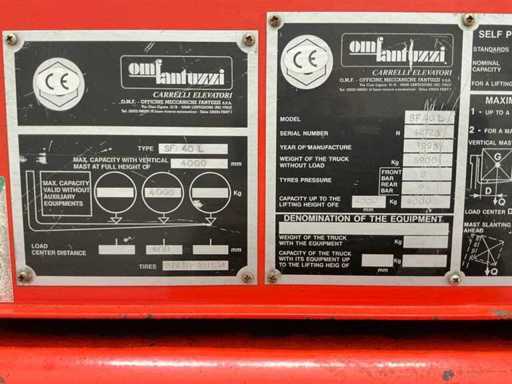 CE
omfantuzzi
CARRELLI ELEVATORI
O.M.F. - OFFICINE MECCANICHE FANTUZZI s.p.a.
TYPE SF 40 L
MAX. CAPACITY WITH VERTICAL
MAST AT FULL HEIGHT OF 4000 mm
MAX. CAPACITY
VALID WITHOUT
AUXILIARY
EQUIPMENTS
4000 Kg
LOAD
CENTER DISTANCE mm
TIRES
CE
omfantuzzi
CARRELLI ELEVATORI
O.M.F. - OFFICINE MECCANICHE FANTUZZI s.p.a.
MODEL SF 40 L
SERIAL NUMBER
YEAR OF MANUFACTURE
WEIGHT OF THE TRUCK
WITHOUT LOAD Kg
TYRES PRESSURE
FRONT
BAR
REAR
BAR
CAPACITY UP TO THE
LIFTING HEIGHT OF Kg
DENOMINATION OF THE EQUIPMENT
WEIGHT OF THE TRUCK
WITH THE EQUIPMENT Kg
CAPACITY OF THE TRUCK
WITH ITS EQUIPMENT UP
TO THE LIFTING HEIG OF mm Kg
SELF P
STANDARDS
NOMINAL
CAPACITY
FOR A LIFTING
MAXIM
1 - UP TO A
2 - FOR A
VERTICAL MAST
G
D
Q
LOAD CENTER D
MAST SLANTING
AHEAD
Q